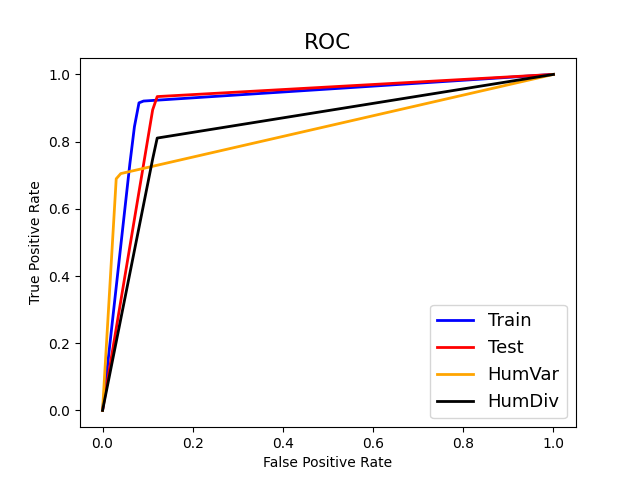 ROC
True Positive Rate
1.0
0.8
0.6
0.4
0.2
0.0
Train
Test
HumVar
HumDiv
0.0 0.2 0.4 0.6 0.8 1.0
False Positive Rate